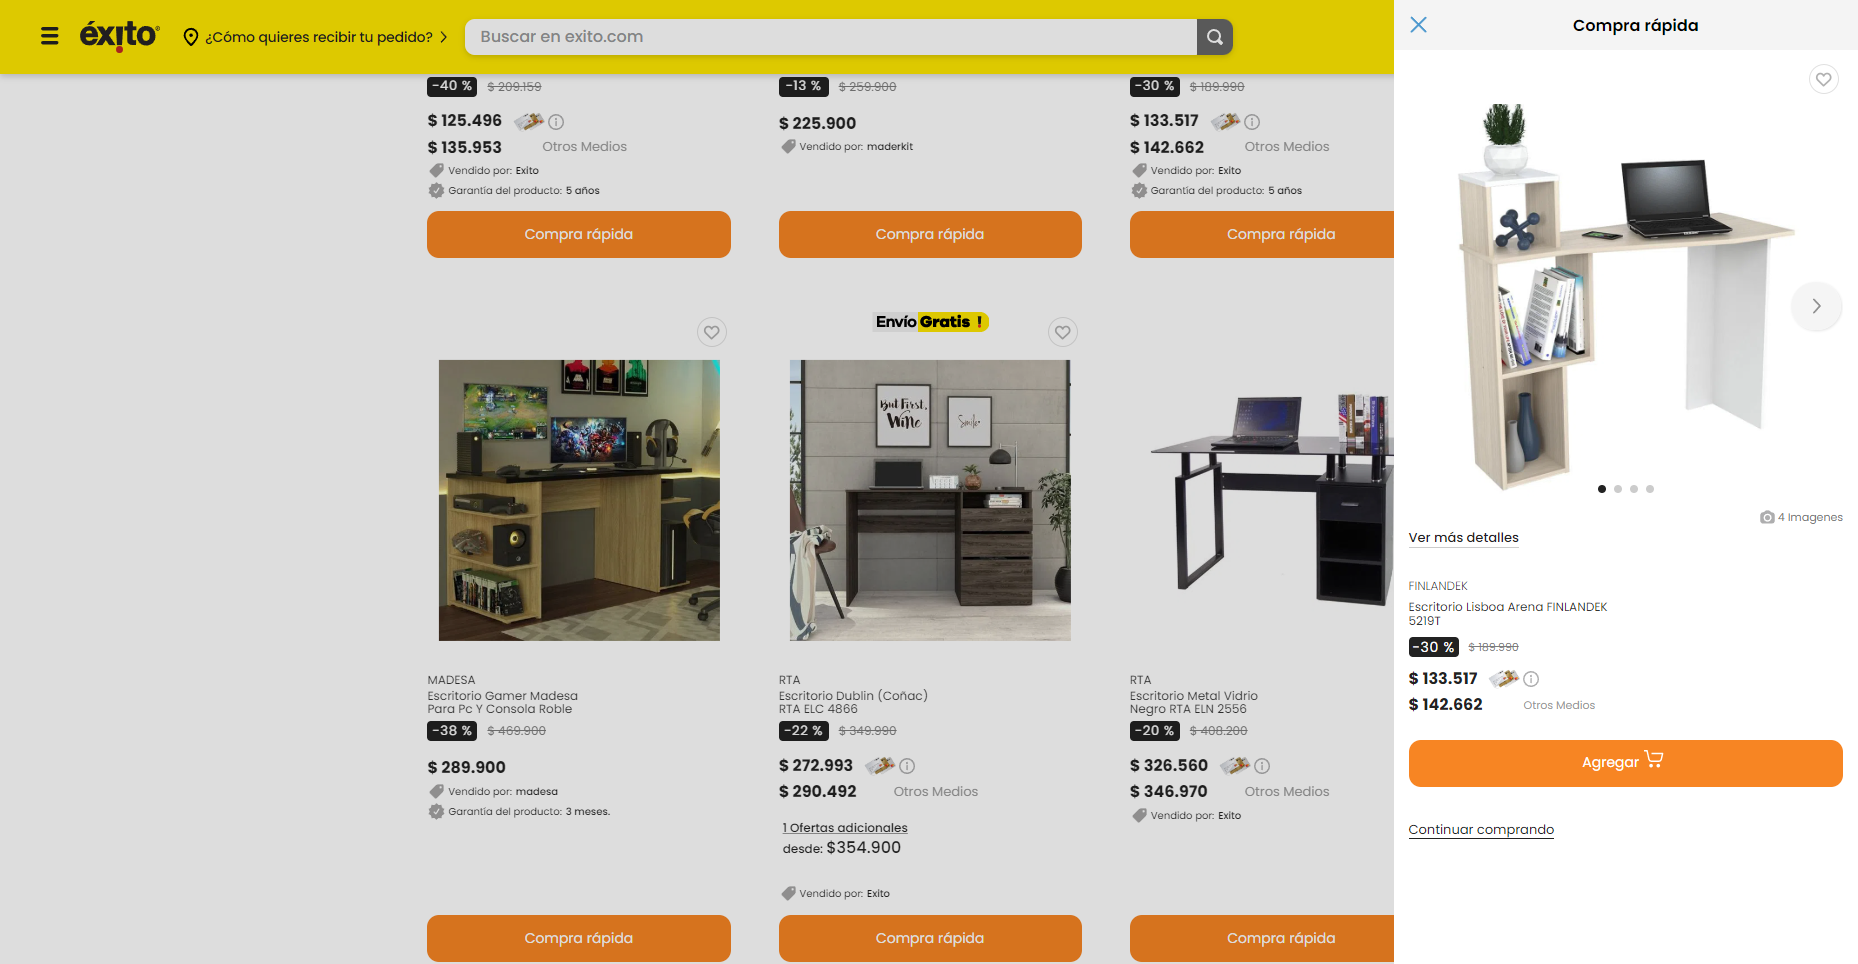 éxito
¿Cómo quieres recibir tu pedido?
Buscar en exito.com
-40 % $ 209.159
$ 125.496
$ 135.953 Otros Medios
Vendido por: Exito
Garantía del producto: 5 años
Compra rápida
-13 % $ 259.900
$ 225.900
Vendido por: maderkit
Compra rápida
-30 % $ 189.990
$ 133.517
$ 142.662 Otros Medios
Vendido por: Exito
Garantía del producto: 5 años
Compra rápida
MADESA
Escritorio Gamer Madesa
Para Pc Y Consola Roble
-38 % $ 469.900
$ 289.900
Vendido por: madesa
Garantía del producto: 3 meses.
Compra rápida
Envío Gratis !
But First,
Wine
Smile
RTA
Escritorio Dublin (Coñac)
RTA ELC 4866
-22 % $ 349.990
$ 272.993
$ 290.492 Otros Medios
1 Ofertas adicionales
desde: $354.900
Vendido por: Exito
Compra rápida
RTA
Escritorio Metal Vidrio
Negro RTA ELN 2556
-20 % $ 408.200
$ 326.560
$ 346.970 Otros Medios
Vendido por: Exito
Compra rápida
Compra rápida
4 Imagenes
Ver más detalles
FINLANDEK
Escritorio Lisboa Arena FINLANDEK
5219T
-30 % $ 189.990
$ 133.517
$ 142.662 Otros Medios
Agregar
Continuar comprando